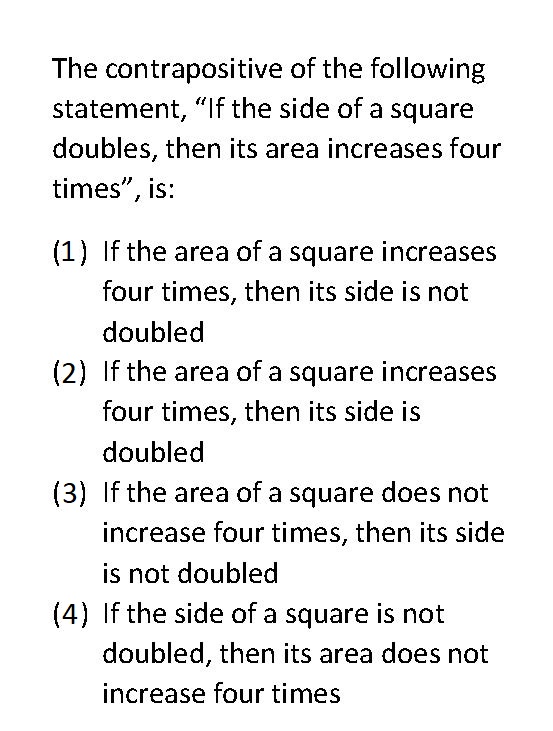 The contrapositive of the following
statement, “If the side of a square
doubles, then its area increases four
times”, is:
(1) If the area of a square increases
four times, then its side is not
doubled
(2) If the area of a square increases
four times, then its side is
doubled
(3) If the area of a square does not
increase four times, then its side
is not doubled
(4) If the side of a square is not
doubled, then its area does not
increase four times